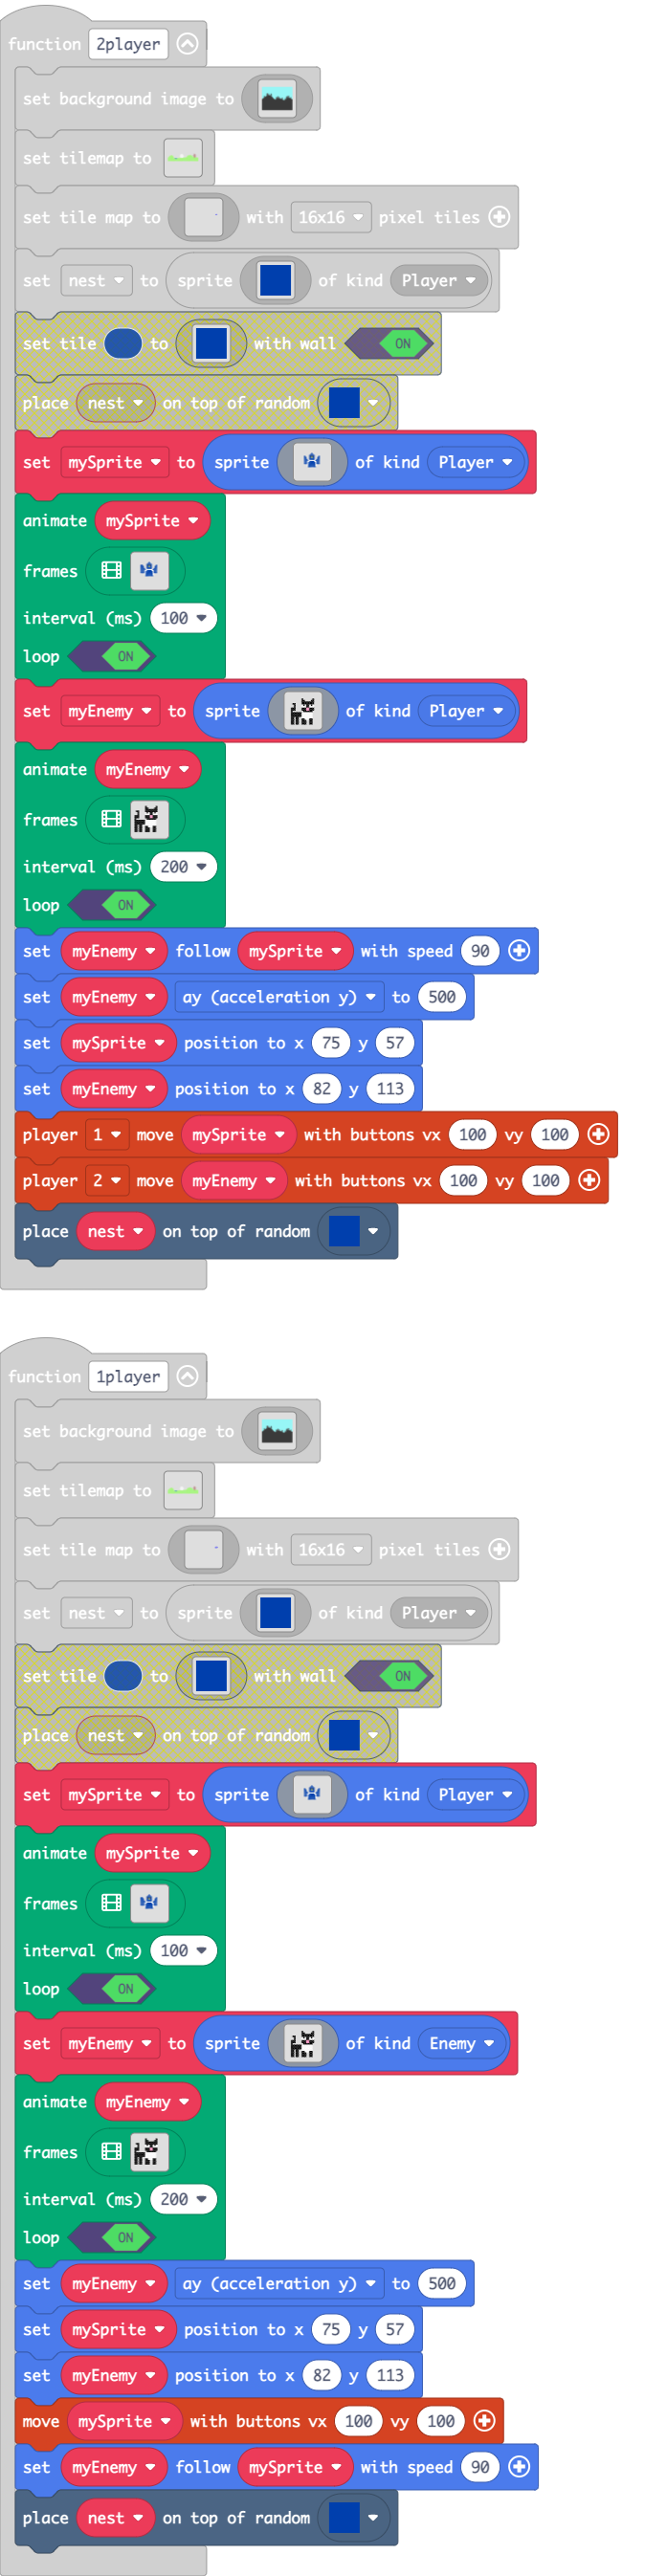 function 2player
set background image to
set tilemap to
set tile map to with 16x16 pixel tiles
set nest to sprite of kind Player
set tile to with wall ON
place nest on top of random
set mySprite to sprite of kind Player
animate mySprite
frames
interval (ms) 100
loop ON
set myEnemy to sprite of kind Player
animate myEnemy
frames
interval (ms) 200
loop ON
set myEnemy follow mySprite with speed 90
set myEnemy ay (acceleration y) to 500
set mySprite position to x 75 y 57
set myEnemy position to x 82 y 113
player 1 move mySprite with buttons vx 100 vy 100
player 2 move myEnemy with buttons vx 100 vy 100
place nest on top of random
function 1player
set background image to
set tilemap to
set tile map to with 16x16 pixel tiles
set nest to sprite of kind Player
set tile to with wall ON
place nest on top of random
set mySprite to sprite of kind Player
animate mySprite
frames
interval (ms) 100
loop ON
set myEnemy to sprite of kind Enemy
animate myEnemy
frames
interval (ms) 200
loop ON
set myEnemy ay (acceleration y) to 500
set mySprite position to x 75 y 57
set myEnemy position to x 82 y 113
move mySprite with buttons vx 100 vy 100
set myEnemy follow mySprite with speed 90
place nest on top of random